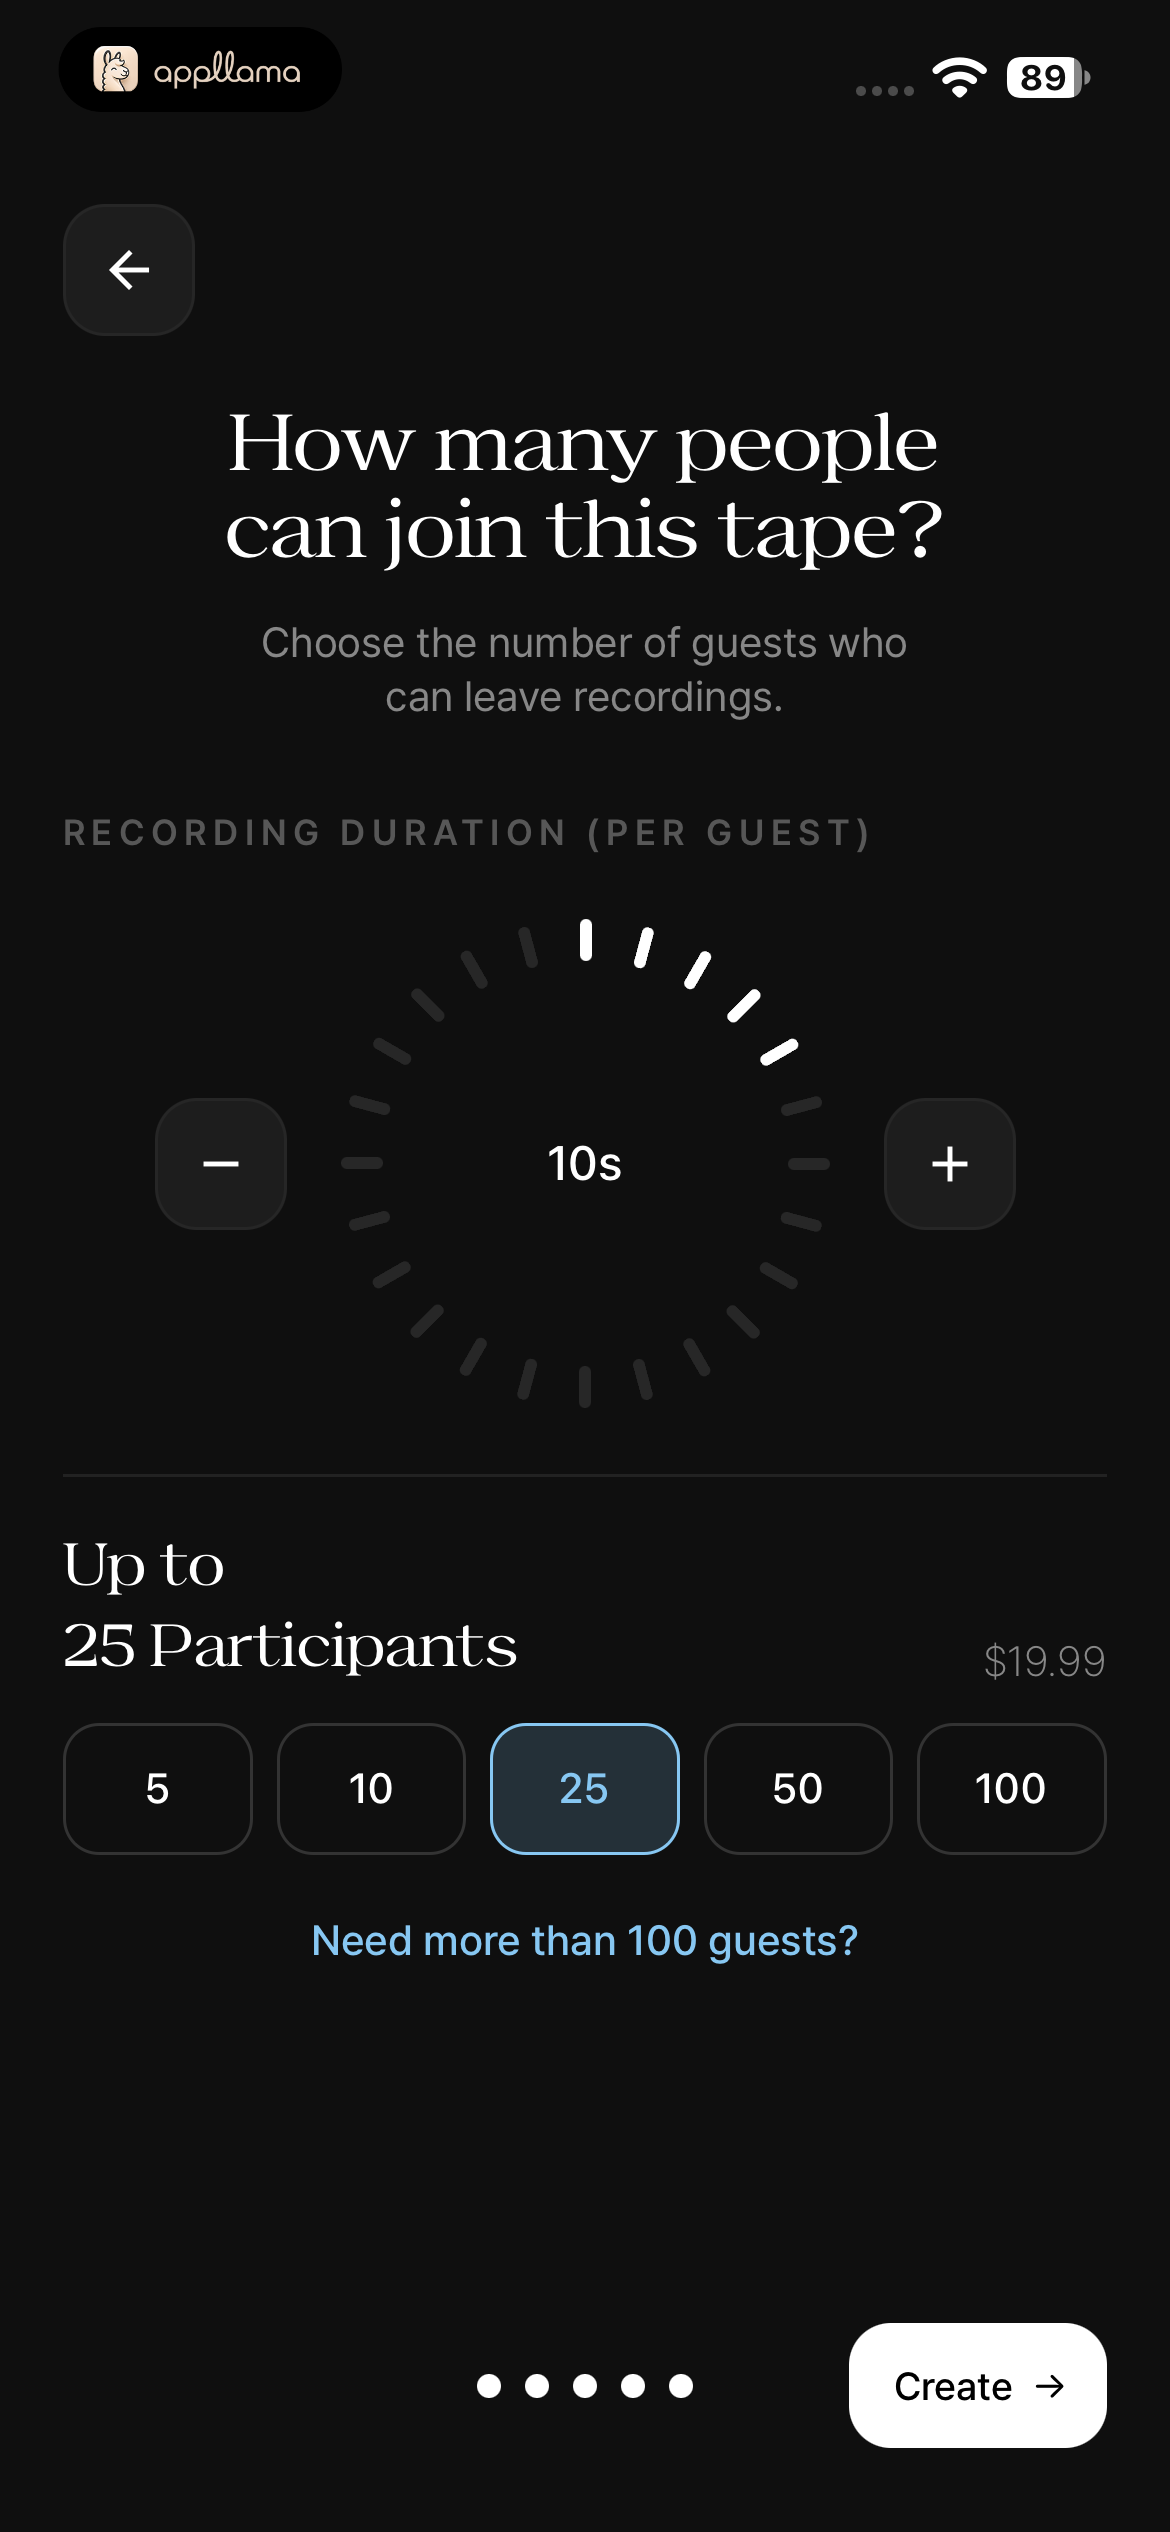 appllama
89
How many people
can join this tape?
Choose the number of guests who
can leave recordings.
RECORDING DURATION (PER GUEST)
10s
Up to
25 Participants
$19.99
5
10
25
50
100
Need more than 100 guests?
Create →